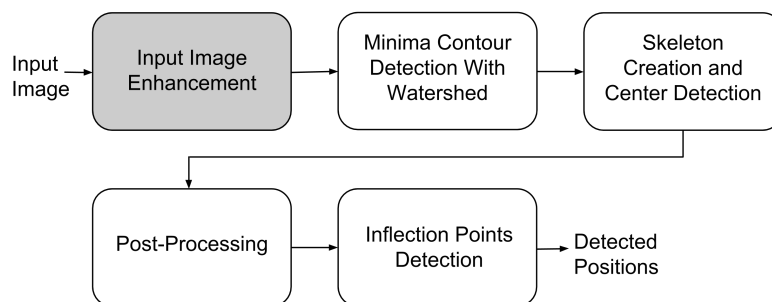 Input
Image
Input Image
Enhancement
Minima Contour
Detection With
Watershed
Skeleton
Creation and
Center Detection
Post-Processing
Inflection Points
Detection
Detected
Positions